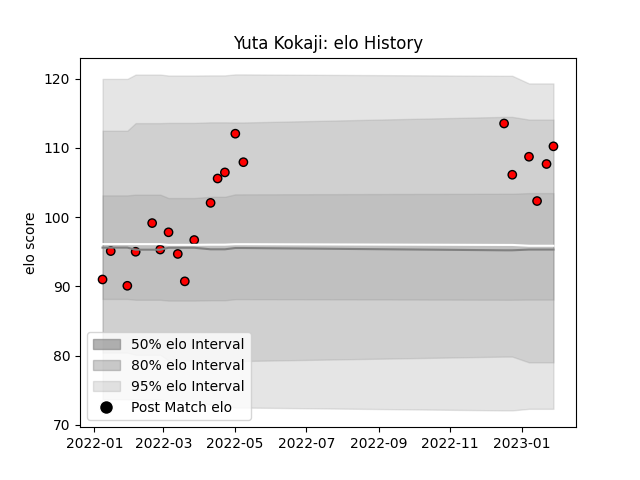 Yuta Kokaji: elo History
elo score
120
110
100
90
80
70
50% elo Interval
80% elo Interval
95% elo Interval
Post Match elo
2022-01 2022-03 2022-05 2022-07 2022-09 2022-11 2023-01